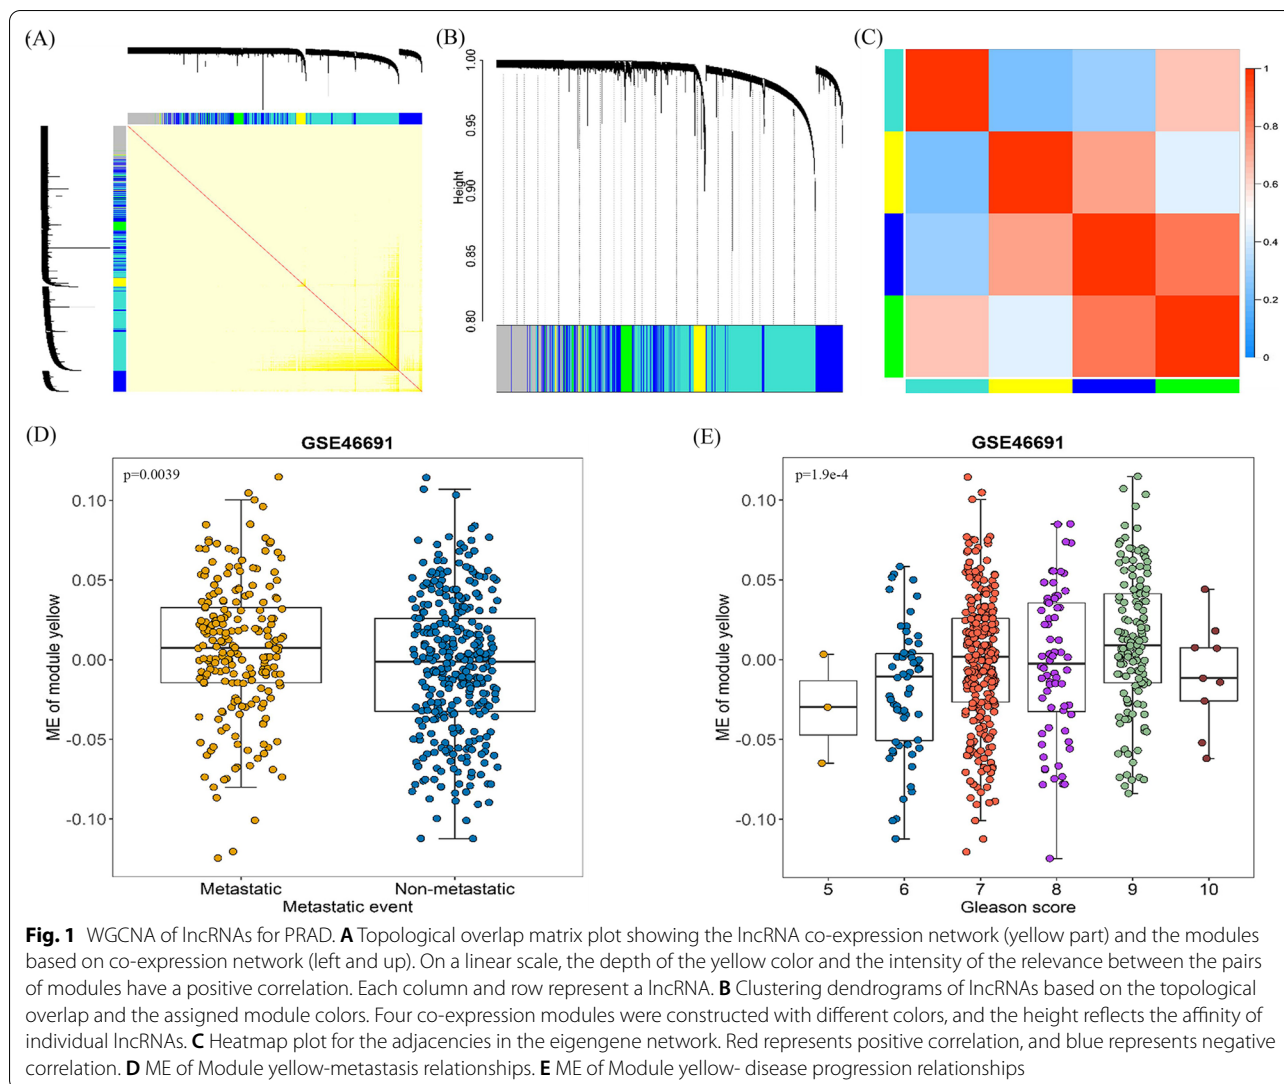 (A)
(B)
(C)
Height
1.00
0.95
0.90
0.85
0.80
1
0.8
0.6
0.4
0.2
0
(D)
GSE46691
p=0.0039
ME of module yellow
0.10
0.05
0.00
-0.05
-0.10
Metastatic
Non-metastatic
Metastatic event
(E)
GSE46691
p=1.9e-4
ME of module yellow
0.10
0.05
0.00
-0.05
-0.10
5
6
7
8
9
10
Gleason score
Fig. 1 WGCNA of lncRNAs for PRAD. A Topological overlap matrix plot showing the lncRNA co-expression network (yellow part) and the modules
based on co-expression network (left and up). On a linear scale, the depth of the yellow color and the intensity of the relevance between the pairs
of modules have a positive correlation. Each column and row represent a lncRNA. B Clustering dendrograms of lncRNAs based on the topological
overlap and the assigned module colors. Four co-expression modules were constructed with different colors, and the height reflects the affinity of
individual lncRNAs. C Heatmap plot for the adjacencies in the eigengene network. Red represents positive correlation, and blue represents negative
correlation. D ME of Module yellow-metastasis relationships. E ME of Module yellow- disease progression relationships